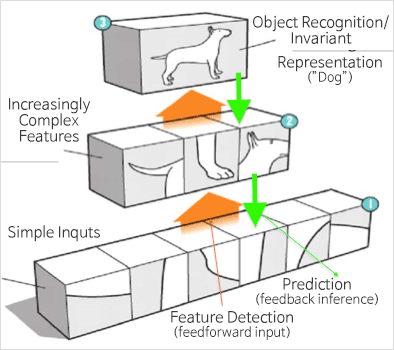 3
Object Recognition/
Invariant
Representation
("Dog")
Increasingly
Complex
Features
2
1
Simple Inquts
Prediction
(feedback inference)
Feature Detection
(feedforward input)